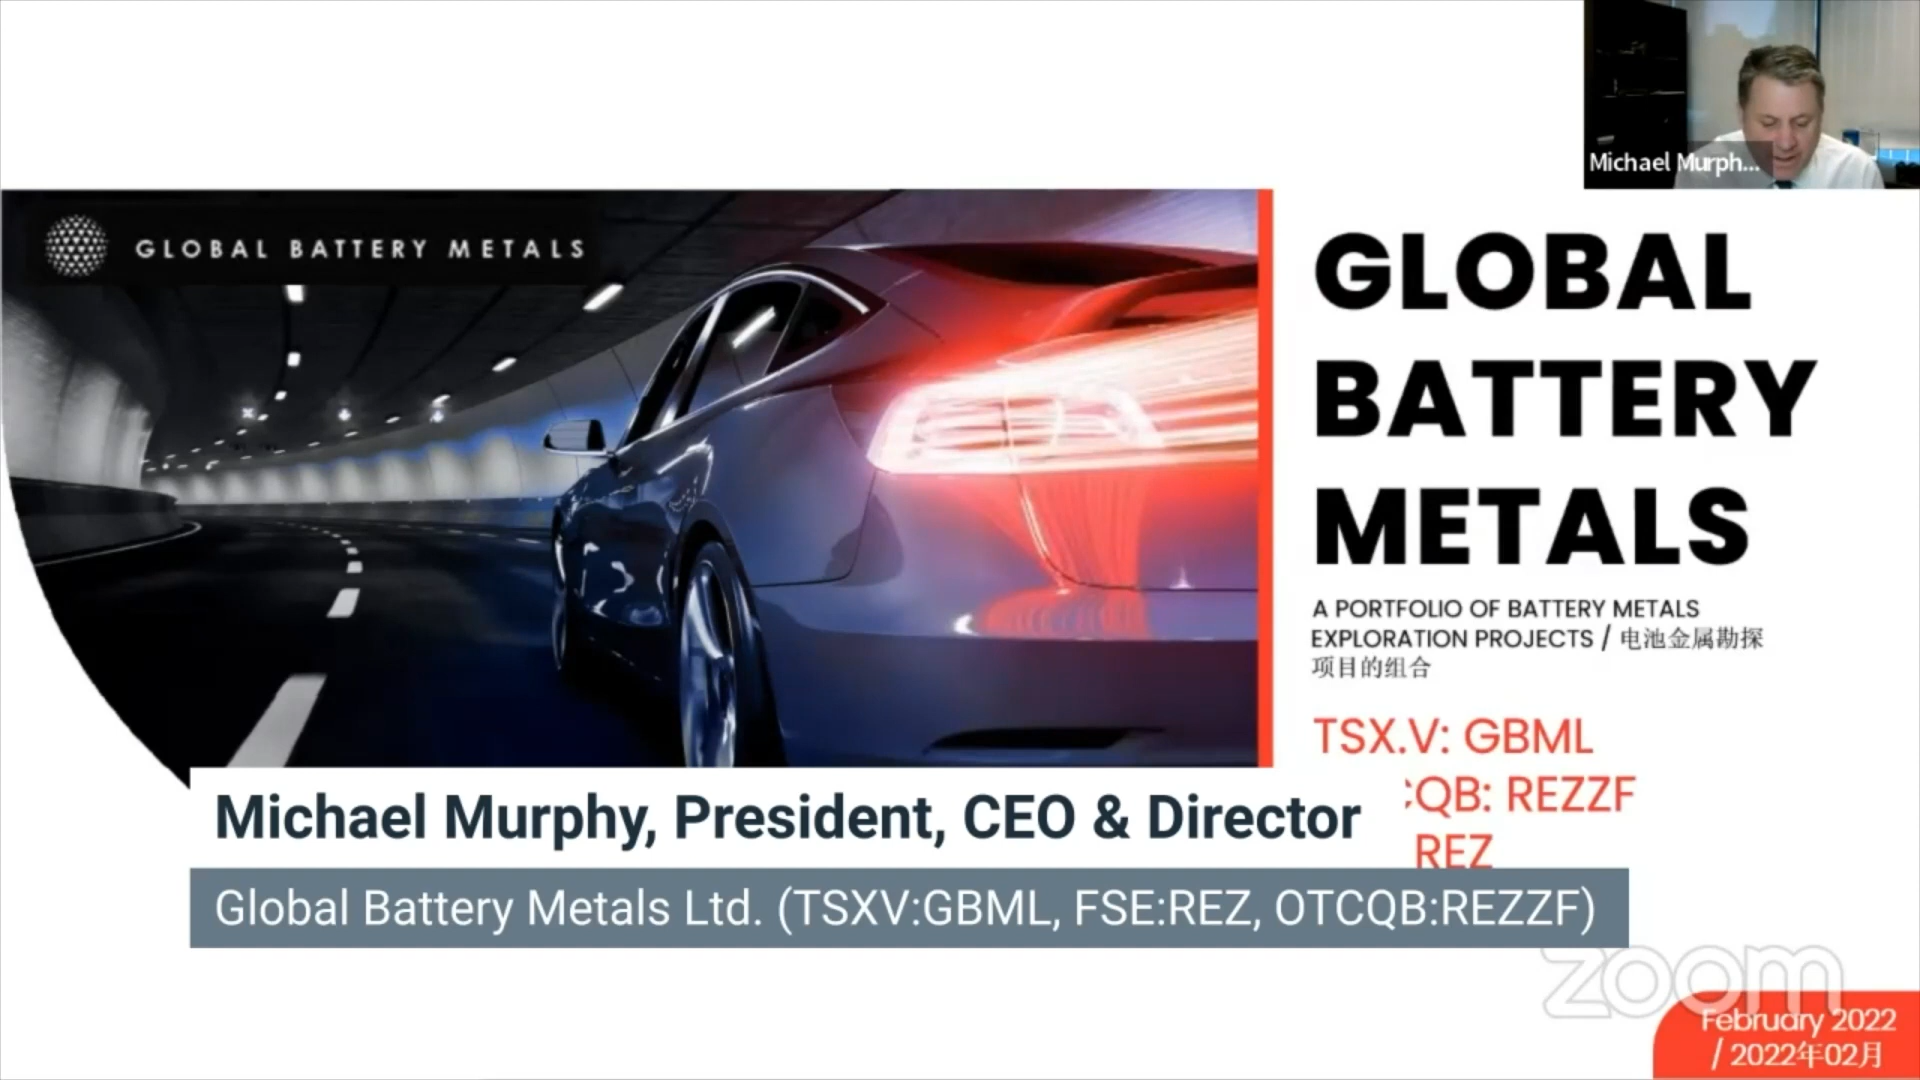 Michael Murph...
GLOBAL BATTERY METALS
GLOBAL
BATTERY
METALS
A PORTFOLIO OF BATTERY METALS
EXPLORATION PROJECTS / 电池金属勘探
项目的组合
TSX.V: GBML
CQB: REZZF
REZ
Michael Murphy, President, CEO & Director
Global Battery Metals Ltd. (TSXV:GBML, FSE:REZ, OTCQB:REZZF)
zoom
February 2022
/ 2022年02月